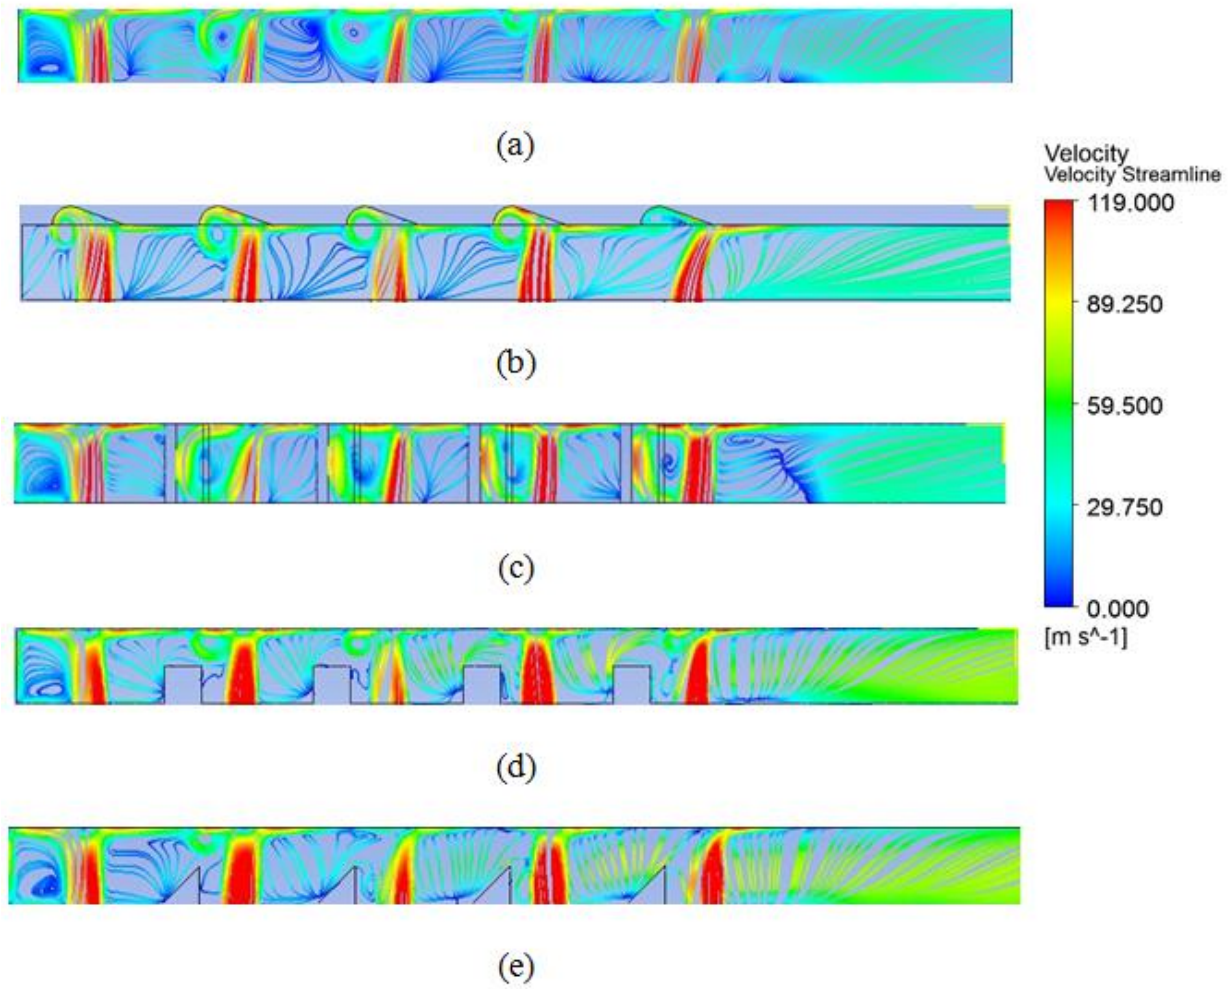 (a)
Velocity
Velocity Streamline
119.000
(b)
89.250
59.500
29.750
(c)
0.000
[m s^-1]
(d)
(e)